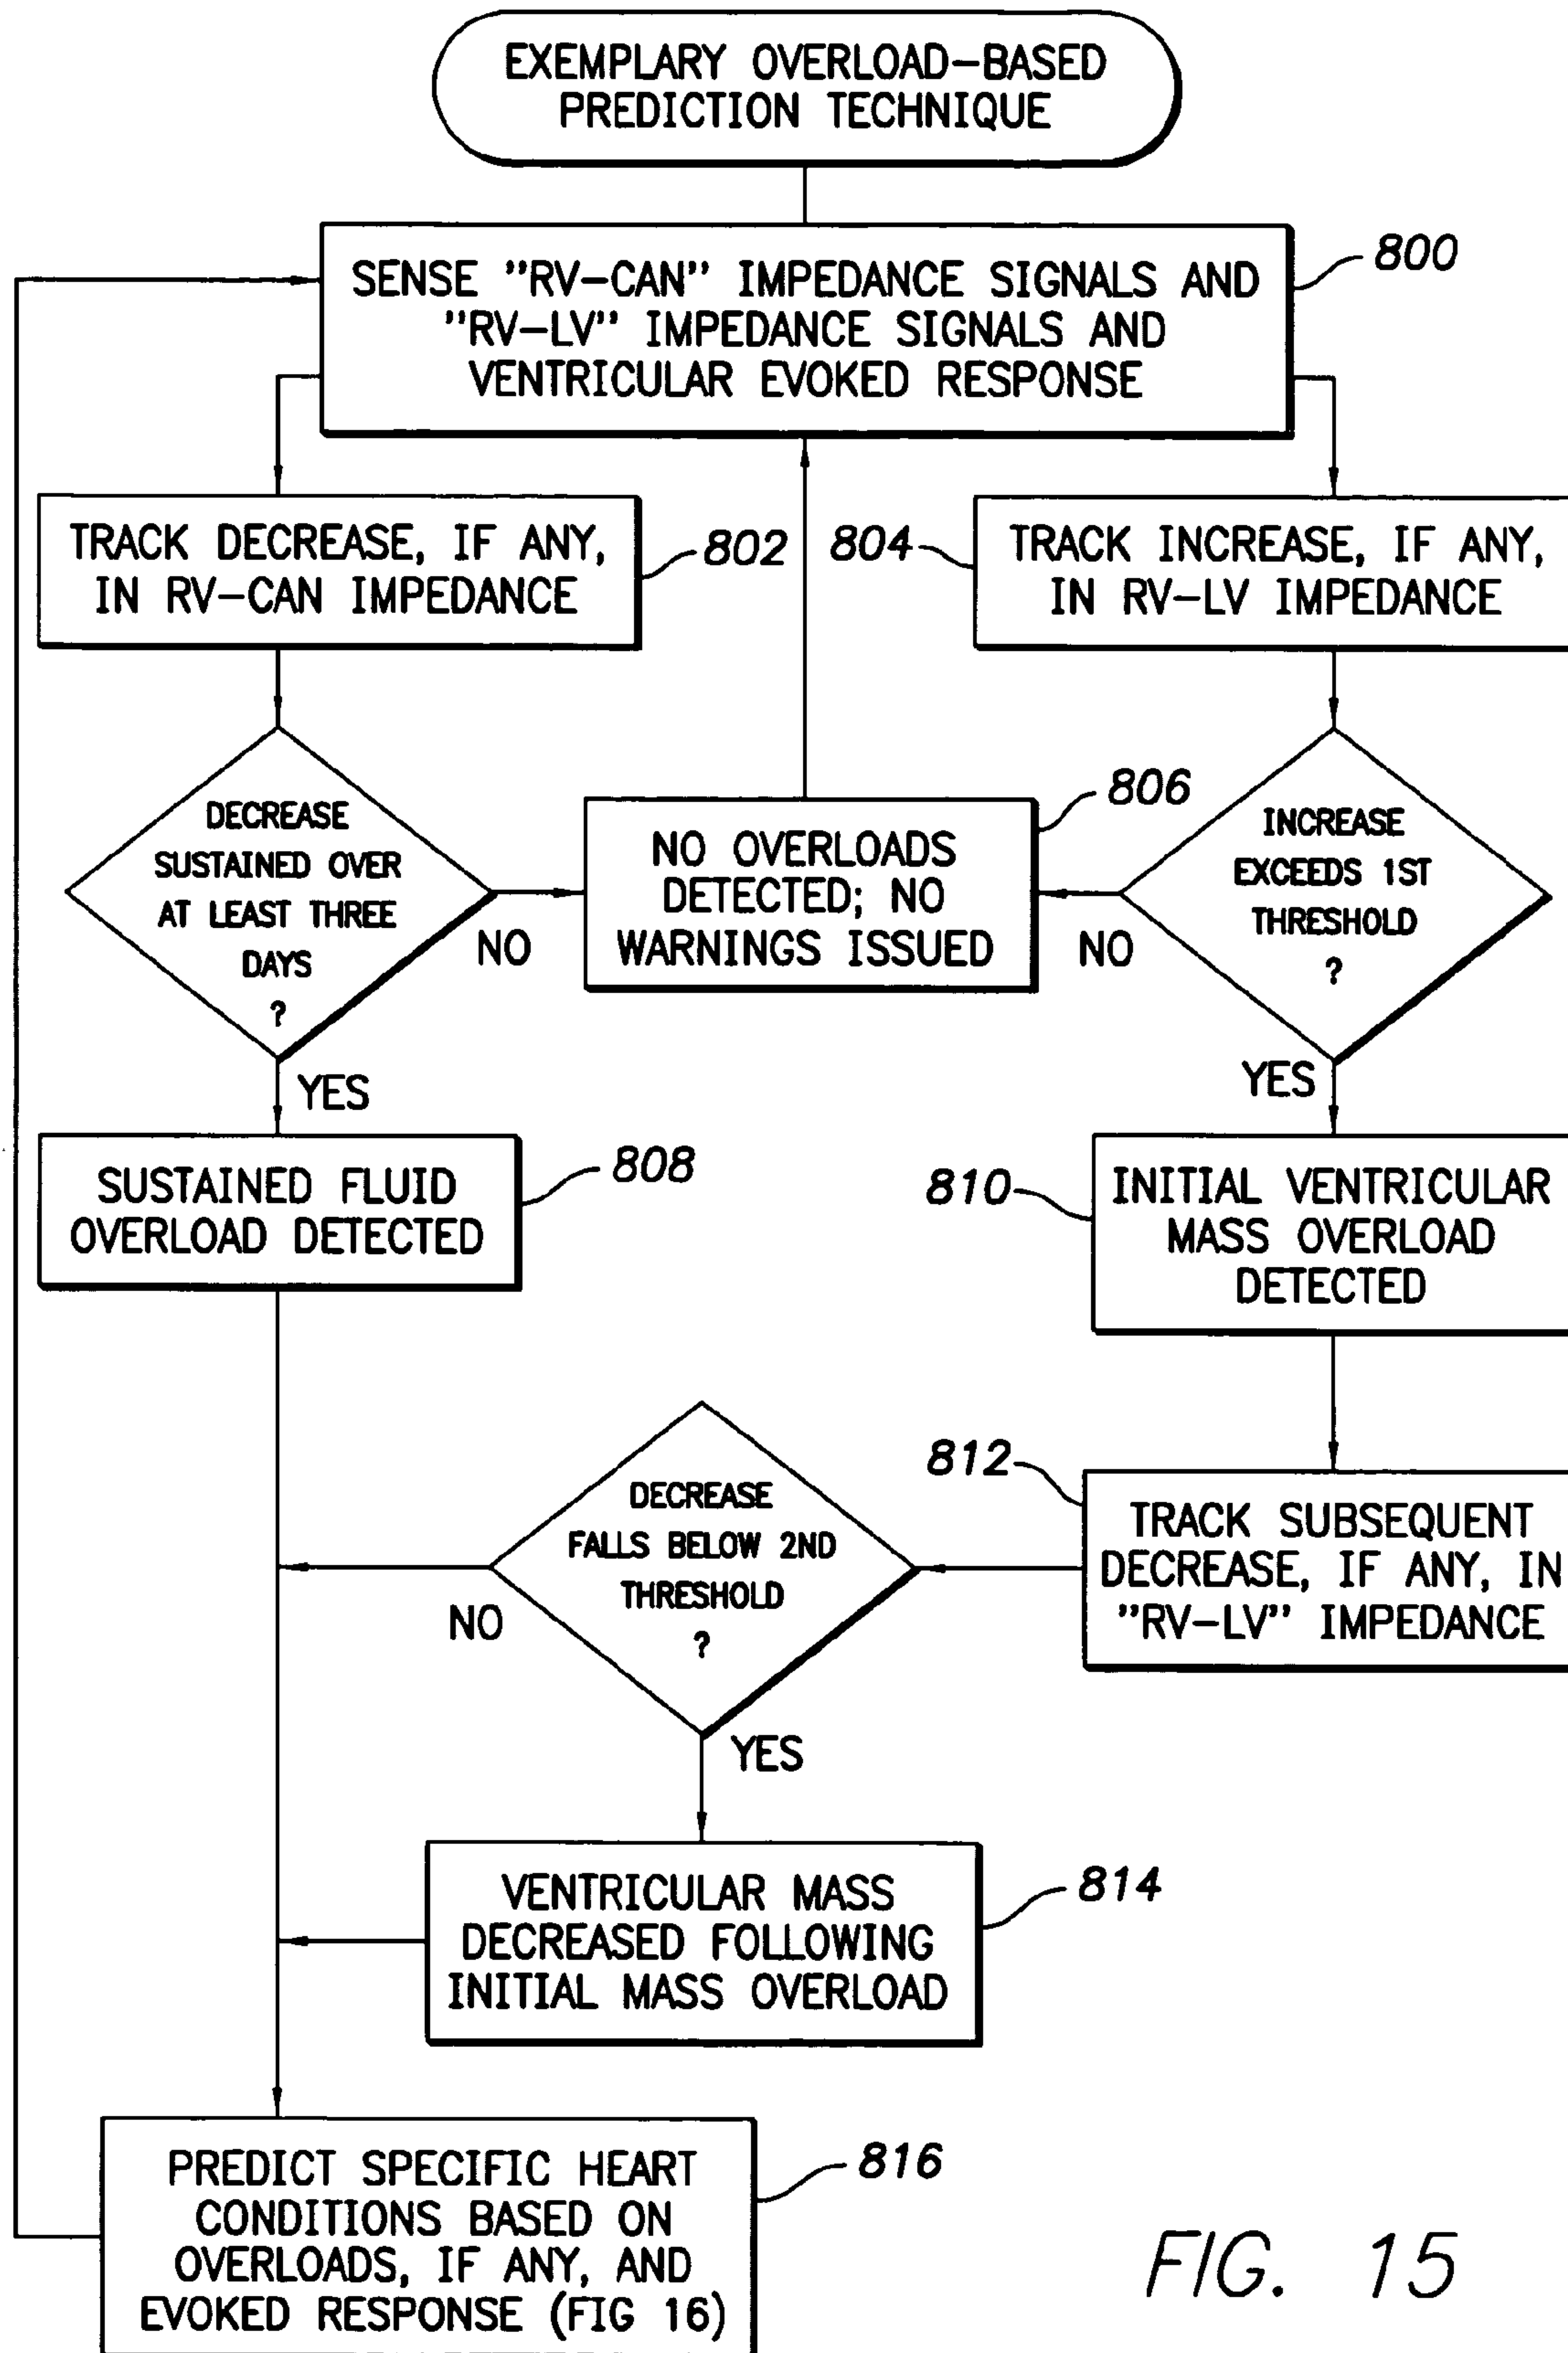 EXEMPLARY OVERLOAD-BASED
PREDICTION TECHNIQUE
SENSE "RV-CAN" IMPEDANCE SIGNALS AND
"RV-LV" IMPEDANCE SIGNALS AND
VENTRICULAR EVOKED RESPONSE
800
TRACK DECREASE, IF ANY,
IN RV-CAN IMPEDANCE
802
804
TRACK INCREASE, IF ANY,
IN RV-LV IMPEDANCE
DECREASE
SUSTAINED OVER
AT LEAST THREE
DAYS
?
NO
YES
NO OVERLOADS
DETECTED; NO
WARNINGS ISSUED
806
INCREASE
EXCEEDS 1ST
THRESHOLD
?
NO
YES
SUSTAINED FLUID
OVERLOAD DETECTED
808
810
INITIAL VENTRICULAR
MASS OVERLOAD
DETECTED
812
TRACK SUBSEQUENT
DECREASE, IF ANY, IN
"RV-LV" IMPEDANCE
DECREASE
FALLS BELOW 2ND
THRESHOLD
?
NO
YES
VENTRICULAR MASS
DECREASED FOLLOWING
INITIAL MASS OVERLOAD
814
PREDICT SPECIFIC HEART
CONDITIONS BASED ON
OVERLOADS, IF ANY, AND
EVOKED RESPONSE (FIG 16)
816
FIG. 15